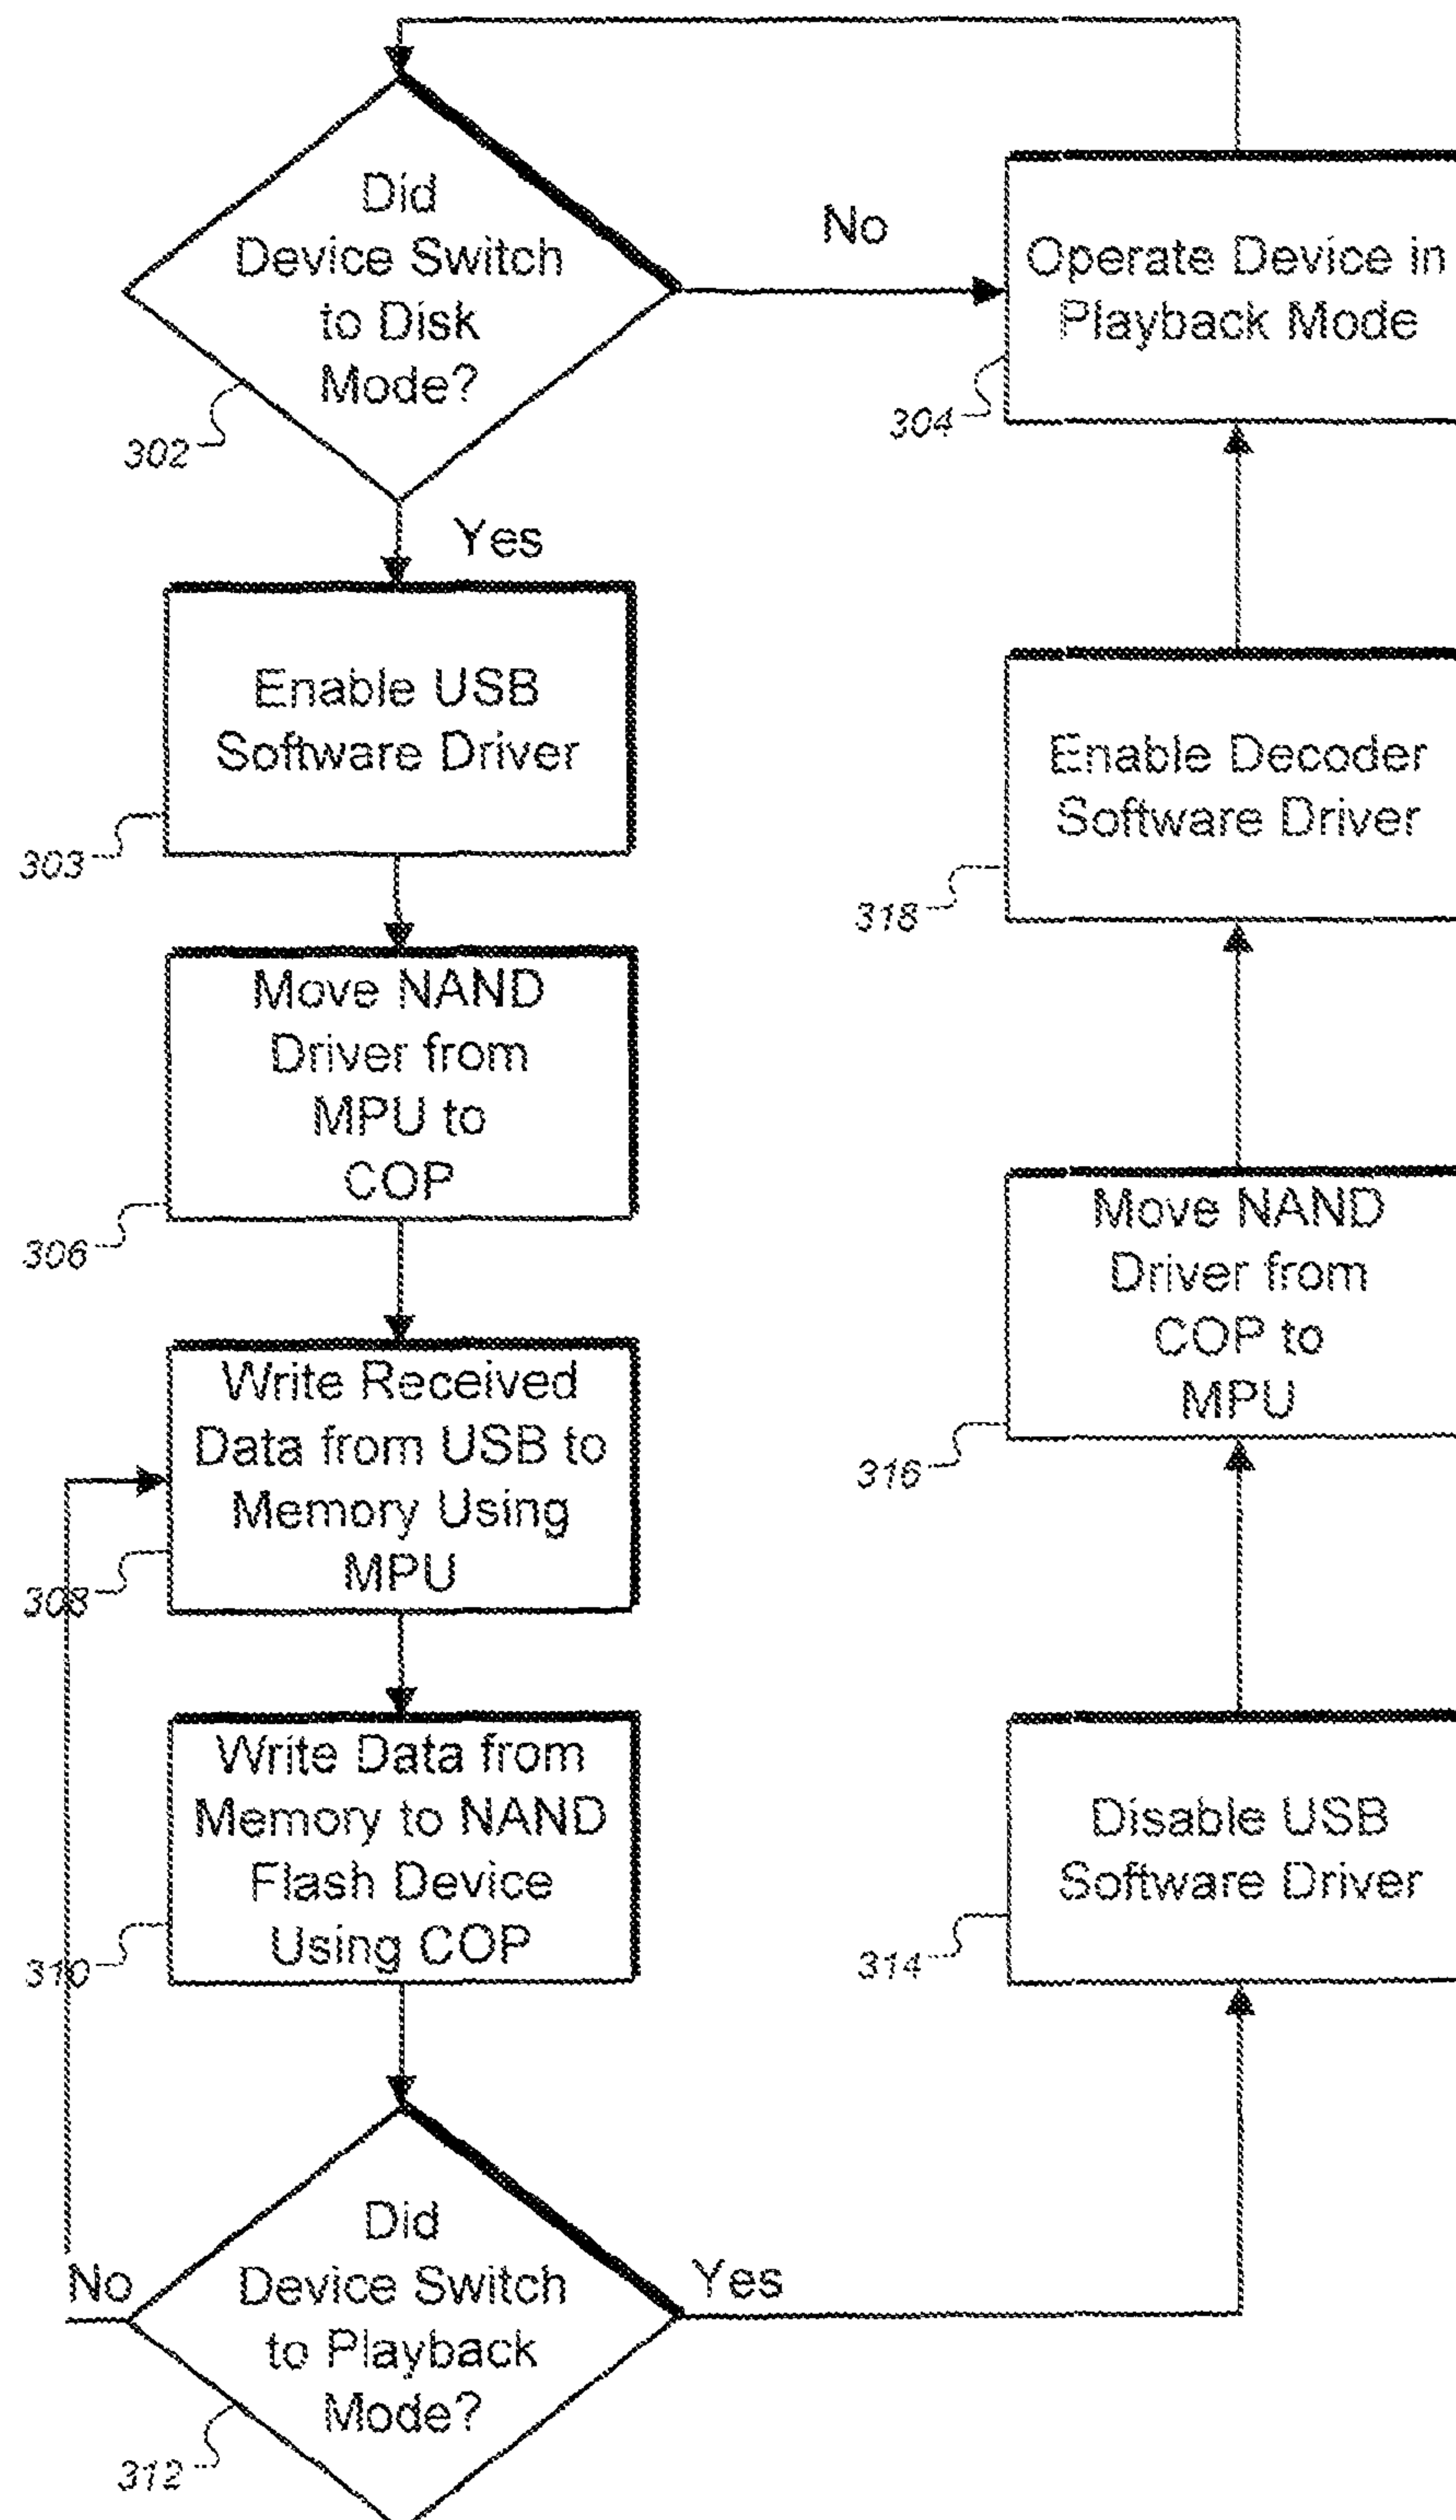 Did
Device Switch
to Disk
Mode?
302
No
Operate Device in
Playback Mode
304
Yes
Enable USB
Software Driver
303
Move NAND
Driver from
MPU to
COP
306
Write Received
Data from USB to
Memory Using
MPU
308
Write Data from
Memory to NAND
Flash Device
Using COP
310
Did
Device Switch
to Playback
Mode?
312
No
Yes
Disable USB
Software Driver
314
Move NAND
Driver from
COP to
MPU
316
Enable Decoder
Software Driver
318